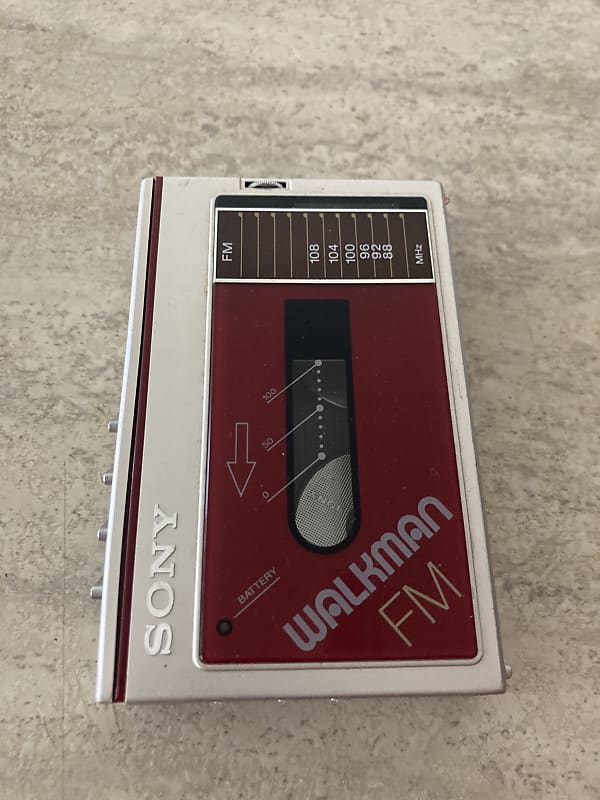 FM 108 104 100 96 92 88 MHz
100
50
0
BATTERY
WALKMAN
FM
SONY